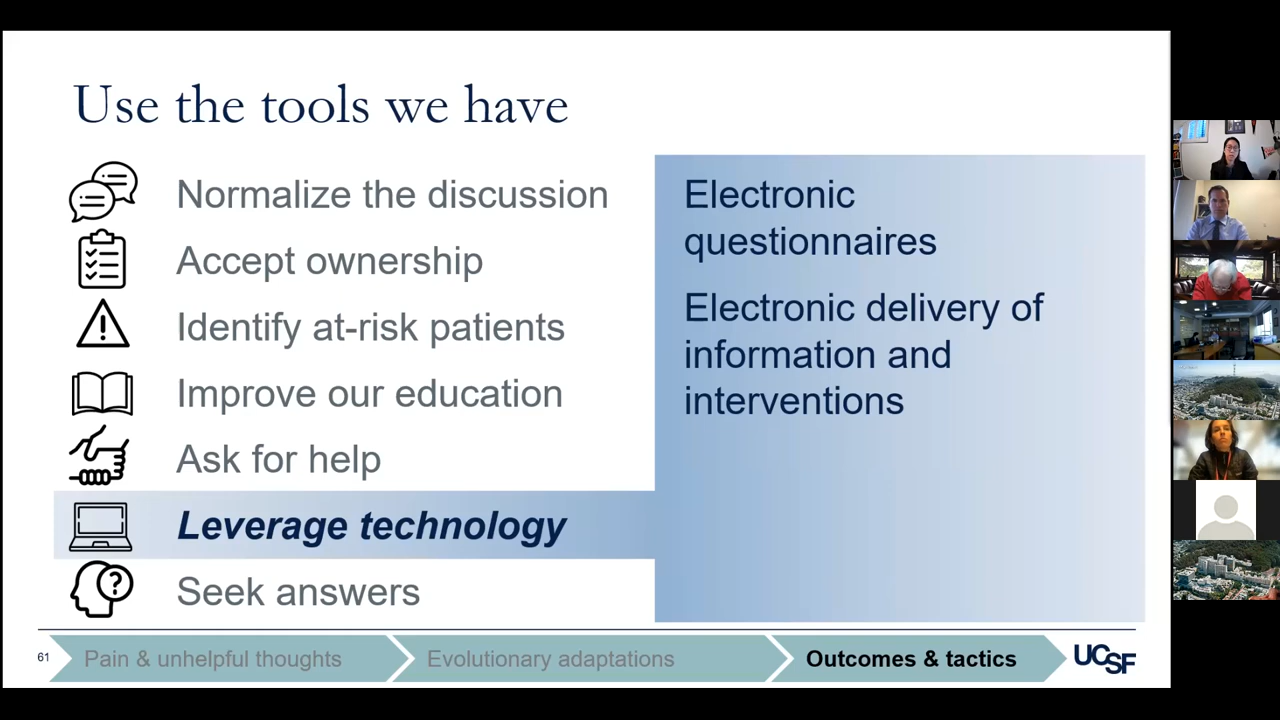 Use the tools we have
Normalize the discussion
Accept ownership
Identify at-risk patients
Improve our education
Ask for help
Leverage technology
Seek answers
Electronic
questionnaires
Electronic delivery of
information and
interventions
61
Pain & unhelpful thoughts
Evolutionary adaptations
Outcomes & tactics
UCSF